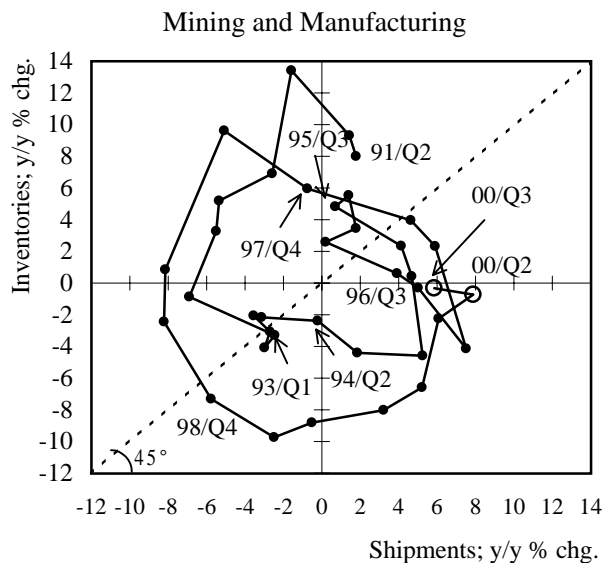 Mining and Manufacturing
Inventories; y/y % chg.
14
12
10
8
6
4
2
0
-2
-4
-6
-8
-10
-12
95/Q3
91/Q2
00/Q3
97/Q4
00/Q2
96/Q3
93/Q1
94/Q2
98/Q4
45°
-12 -10 -8 -6 -4 -2 0 2 4 6 8 10 12 14
Shipments; y/y % chg.